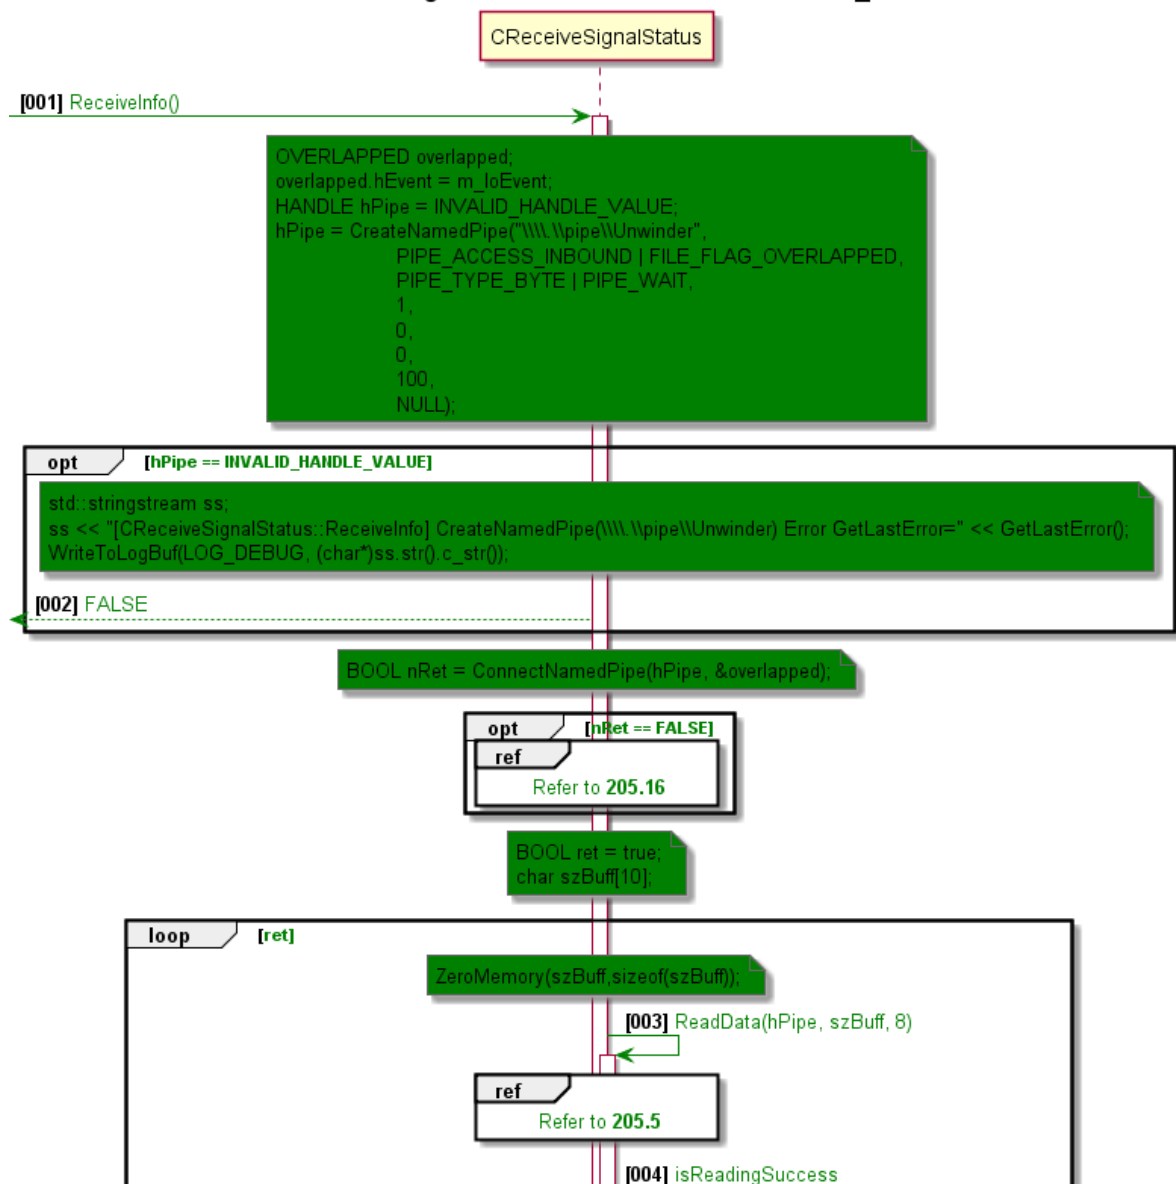 CReceiveSignalStatus
[001] ReceiveInfo()
OVERLAPPED overlapped;
overlapped.hEvent = m_IoEvent;
HANDLE hPipe = INVALID_HANDLE_VALUE;
hPipe = CreateNamedPipe("\\\\.\\pipe\\Unwinder",
PIPE_ACCESS_INBOUND | FILE_FLAG_OVERLAPPED,
PIPE_TYPE_BYTE | PIPE_WAIT,
1,
0,
0,
100,
NULL);
opt [hPipe == INVALID_HANDLE_VALUE]
std::stringstream ss;
ss << "[CReceiveSignalStatus::ReceiveInfo] CreateNamedPipe(\\\\.\\pipe\\Unwinder) Error GetLastError=" << GetLastError();
WriteToLogBuf(LOG_DEBUG, (char*)ss.str().c_str());
[002] FALSE
BOOL nRet = ConnectNamedPipe(hPipe, &overlapped);
opt [nRet == FALSE]
ref
Refer to 205.16
BOOL ret = true;
char szBuff[10];
loop [ret]
ZeroMemory(szBuff,sizeof(szBuff));
[003] ReadData(hPipe, szBuff, 8)
ref
Refer to 205.5
[004] isReadingSuccess